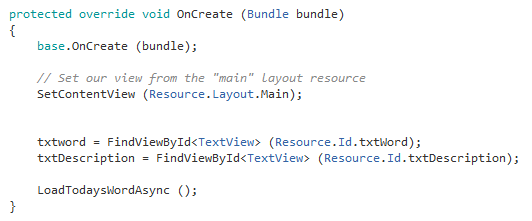 protected override void OnCreate (Bundle bundle)
{
base.OnCreate (bundle);
// Set our view from the "main" layout resource
SetContentView (Resource.Layout.Main);
txtword = FindViewById<TextView> (Resource.Id.txtWord);
txtDescription = FindViewById<TextView> (Resource.Id.txtDescription);
LoadTodaysWordAsync ();
}